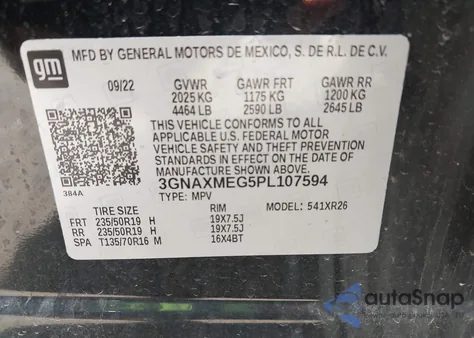 gm
MFD BY GENERAL MOTORS DE MEXICO, S. DE R.L. DE C.V.
09/22 GVWR GAWR FRT GAWR RR
2025 KG 1175 KG 1200 KG
4464 LB 2590 LB 2645 LB
THIS VEHICLE CONFORMS TO ALL
APPLICABLE U.S. FEDERAL MOTOR
VEHICLE SAFETY AND THEFT PREVENTION
STANDARDS IN EFFECT ON THE DATE OF
MANUFACTURE SHOWN ABOVE.
384A
3GNAXMEG5PL107594
TYPE: MPV
TIRE SIZE RIM MODEL: 541XR26
FRT 235/50R19 H 19X7.5J
RR 235/50R19 H 19X7.5J
SPA T135/70R16 M 16X4BT
autoSnap